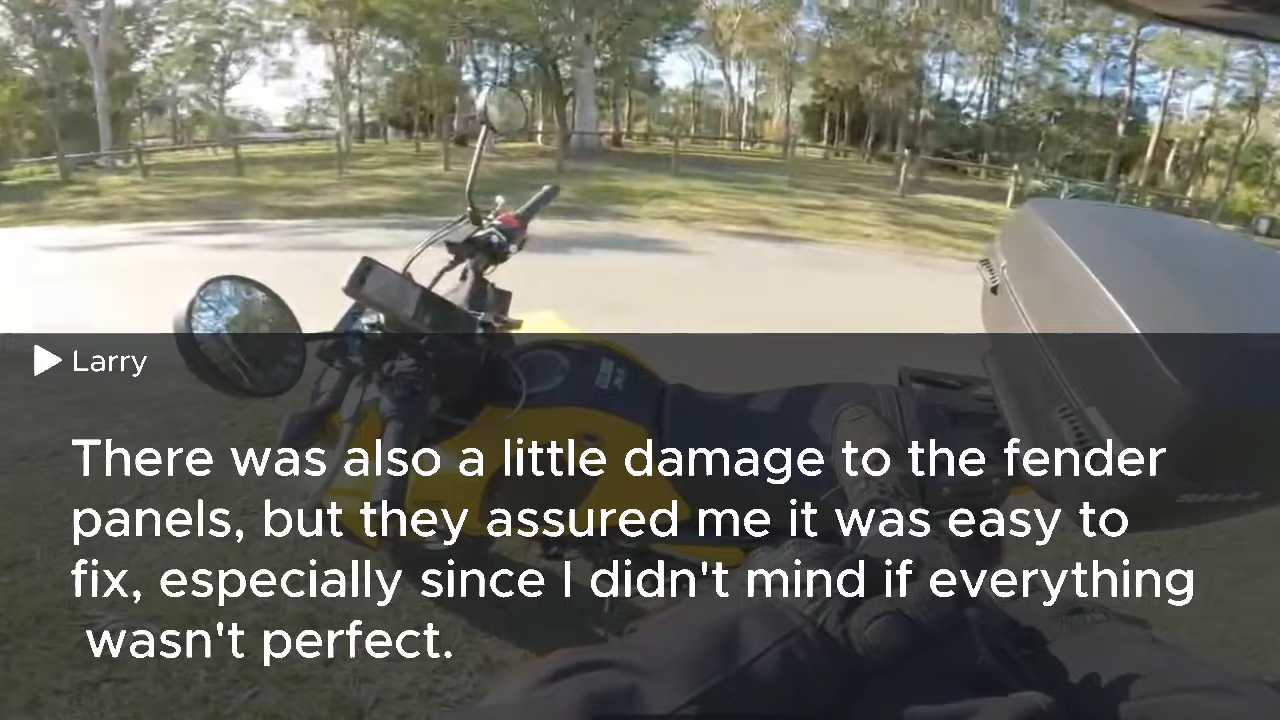 Larry
There was also a little damage to the fender
panels, but they assured me it was easy to
fix, especially since I didn't mind if everything
wasn't perfect.